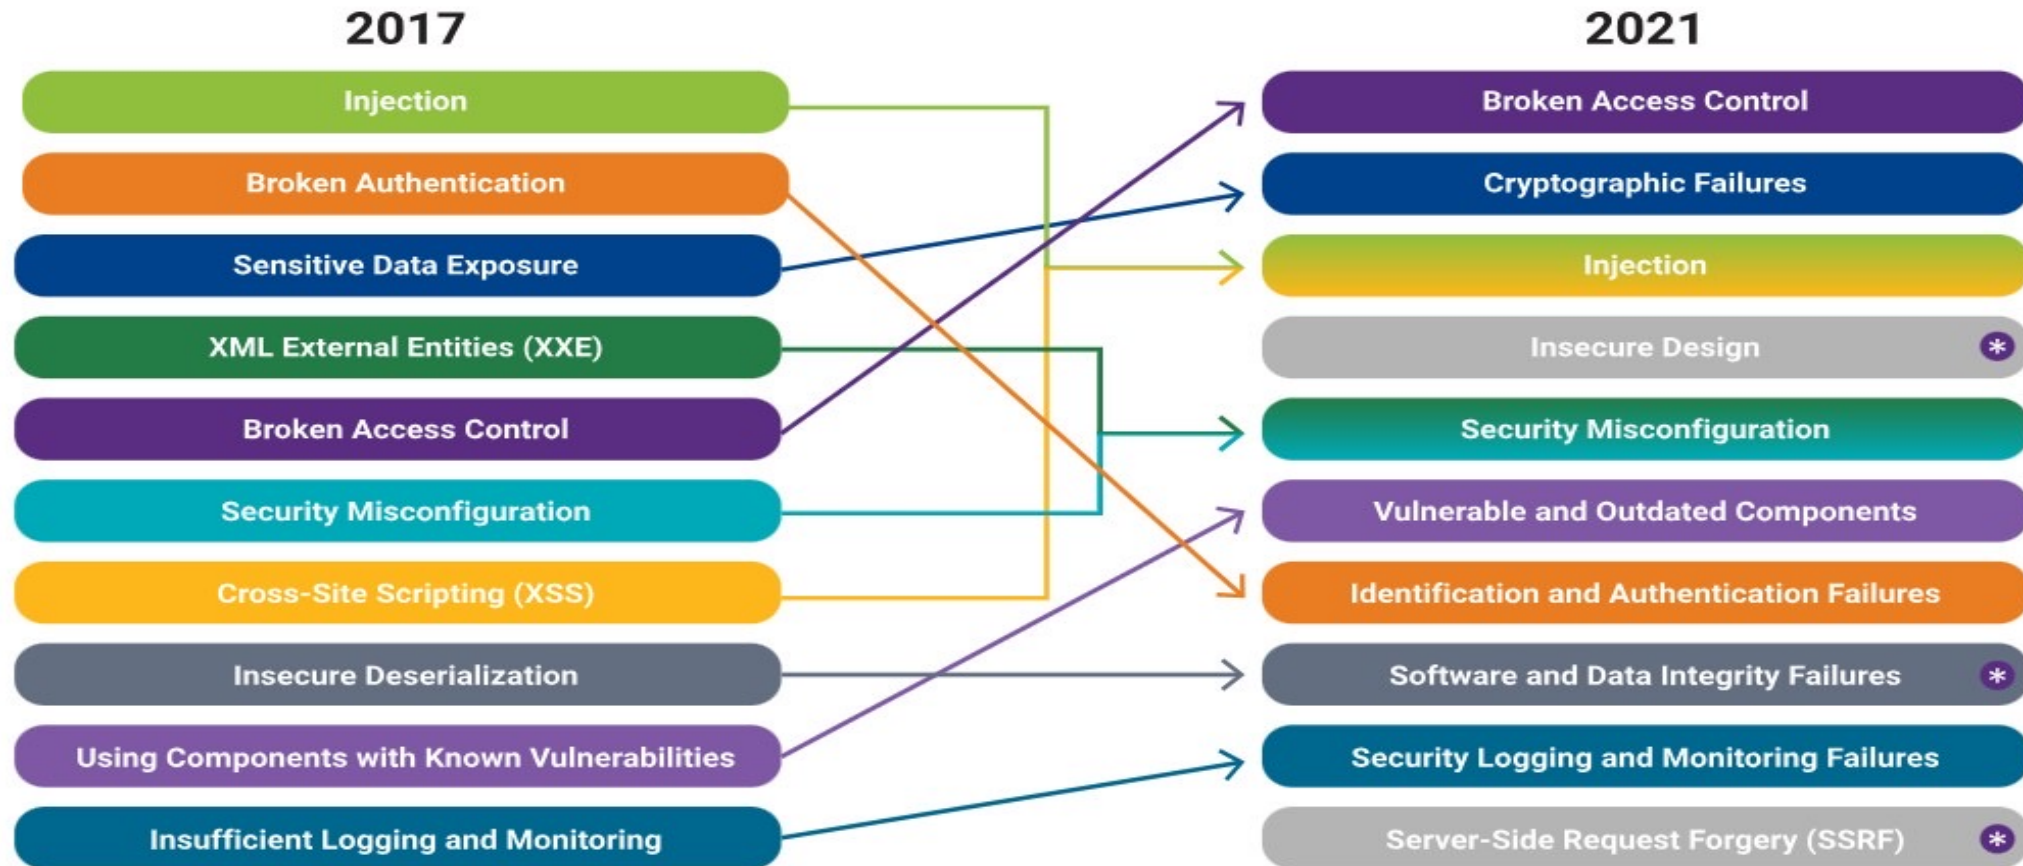 2017
Injection
Broken Authentication
Sensitive Data Exposure
XML External Entities (XXE)
Broken Access Control
Security Misconfiguration
Cross-Site Scripting (XSS)
Insecure Deserialization
Using Components with Known Vulnerabilities
Insufficient Logging and Monitoring
2021
Broken Access Control
Cryptographic Failures
Injection
Insecure Design *
Security Misconfiguration
Vulnerable and Outdated Components
Identification and Authentication Failures
Software and Data Integrity Failures *
Security Logging and Monitoring Failures
Server-Side Request Forgery (SSRF) *